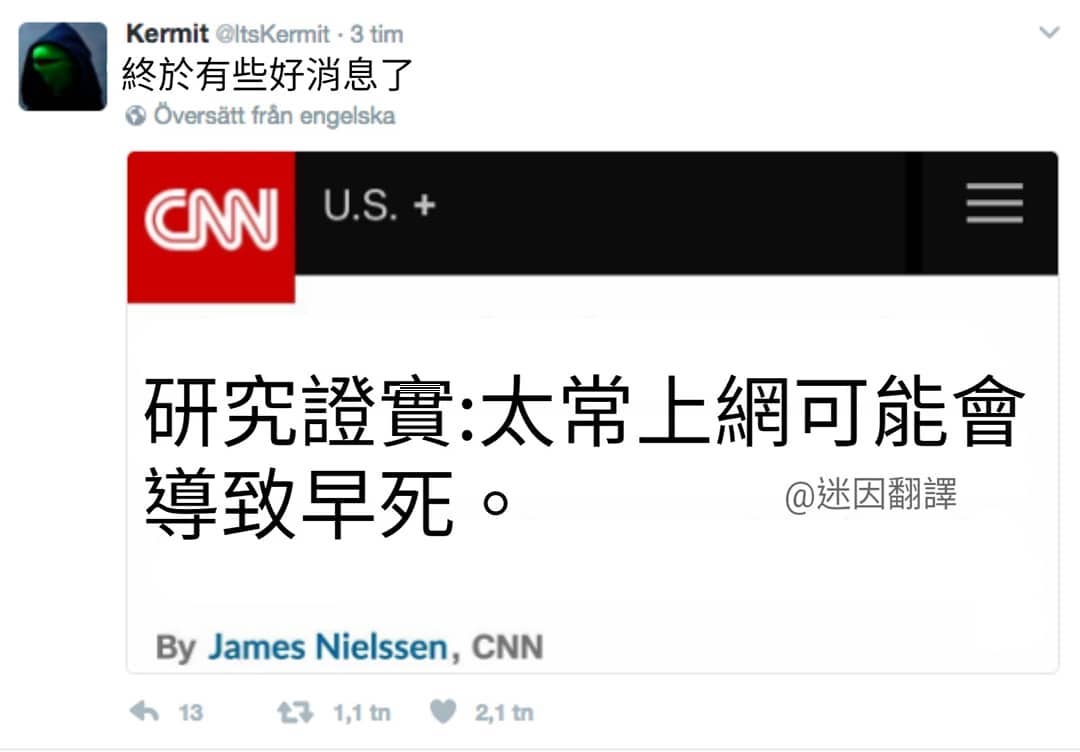 Kermit @ItsKermit · 3 tim
終於有些好消息了
Översätt från engelska
CNN
U.S. +
研究證實:太常上網可能會
導致早死。
@迷因翻譯
By James Nielssen, CNN
13 1,1 tn 2,1 tn